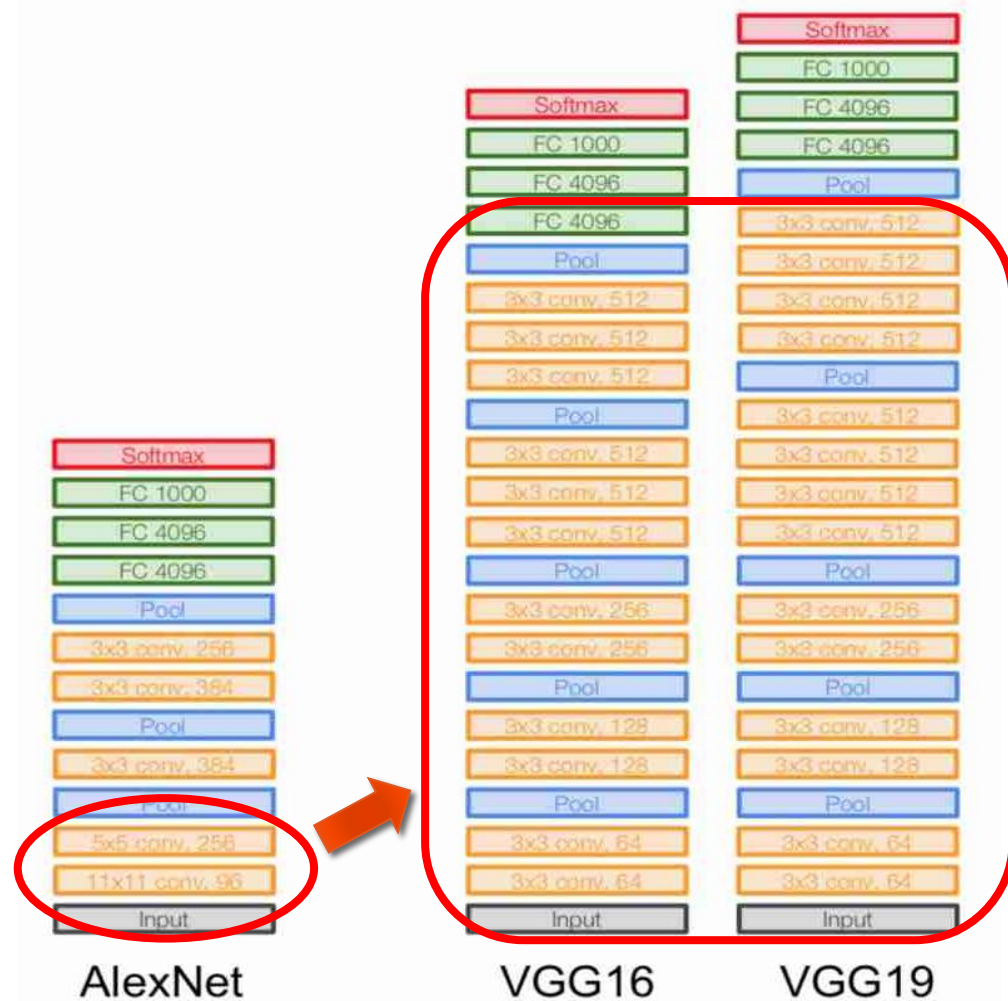 Softmax
FC 1000
FC 4096
FC 4096
Pool
3x3 conv, 256
3x3 conv, 384
Pool
3x3 conv, 384
Pool
5x5 conv, 256
11x11 conv, 96
Input
AlexNet
Softmax
FC 1000
FC 4096
FC 4096
Pool
3x3 conv, 512
3x3 conv, 512
3x3 conv, 512
Pool
3x3 conv, 512
3x3 conv, 512
3x3 conv, 512
Pool
3x3 conv, 256
3x3 conv, 256
Pool
3x3 conv, 128
3x3 conv, 128
Pool
3x3 conv, 64
3x3 conv, 64
Input
VGG16
Softmax
FC 1000
FC 4096
FC 4096
Pool
3x3 conv, 512
3x3 conv, 512
3x3 conv, 512
3x3 conv, 512
Pool
3x3 conv, 512
3x3 conv, 512
3x3 conv, 512
3x3 conv, 512
Pool
3x3 conv, 256
3x3 conv, 256
Pool
3x3 conv, 128
3x3 conv, 128
Pool
3x3 conv, 64
3x3 conv, 64
Input
VGG19